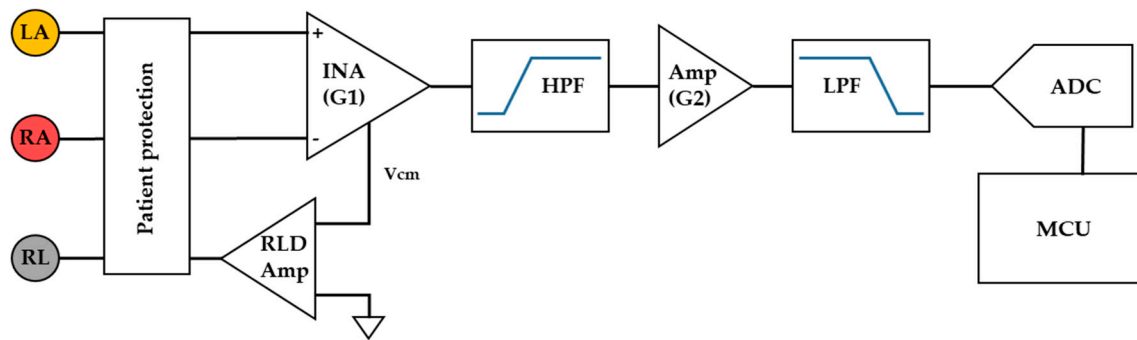 LA
RA
RL
Patient protection
+
-
INA
(G1)
Vcm
RLD
Amp
HPF
Amp
(G2)
LPF
ADC
MCU